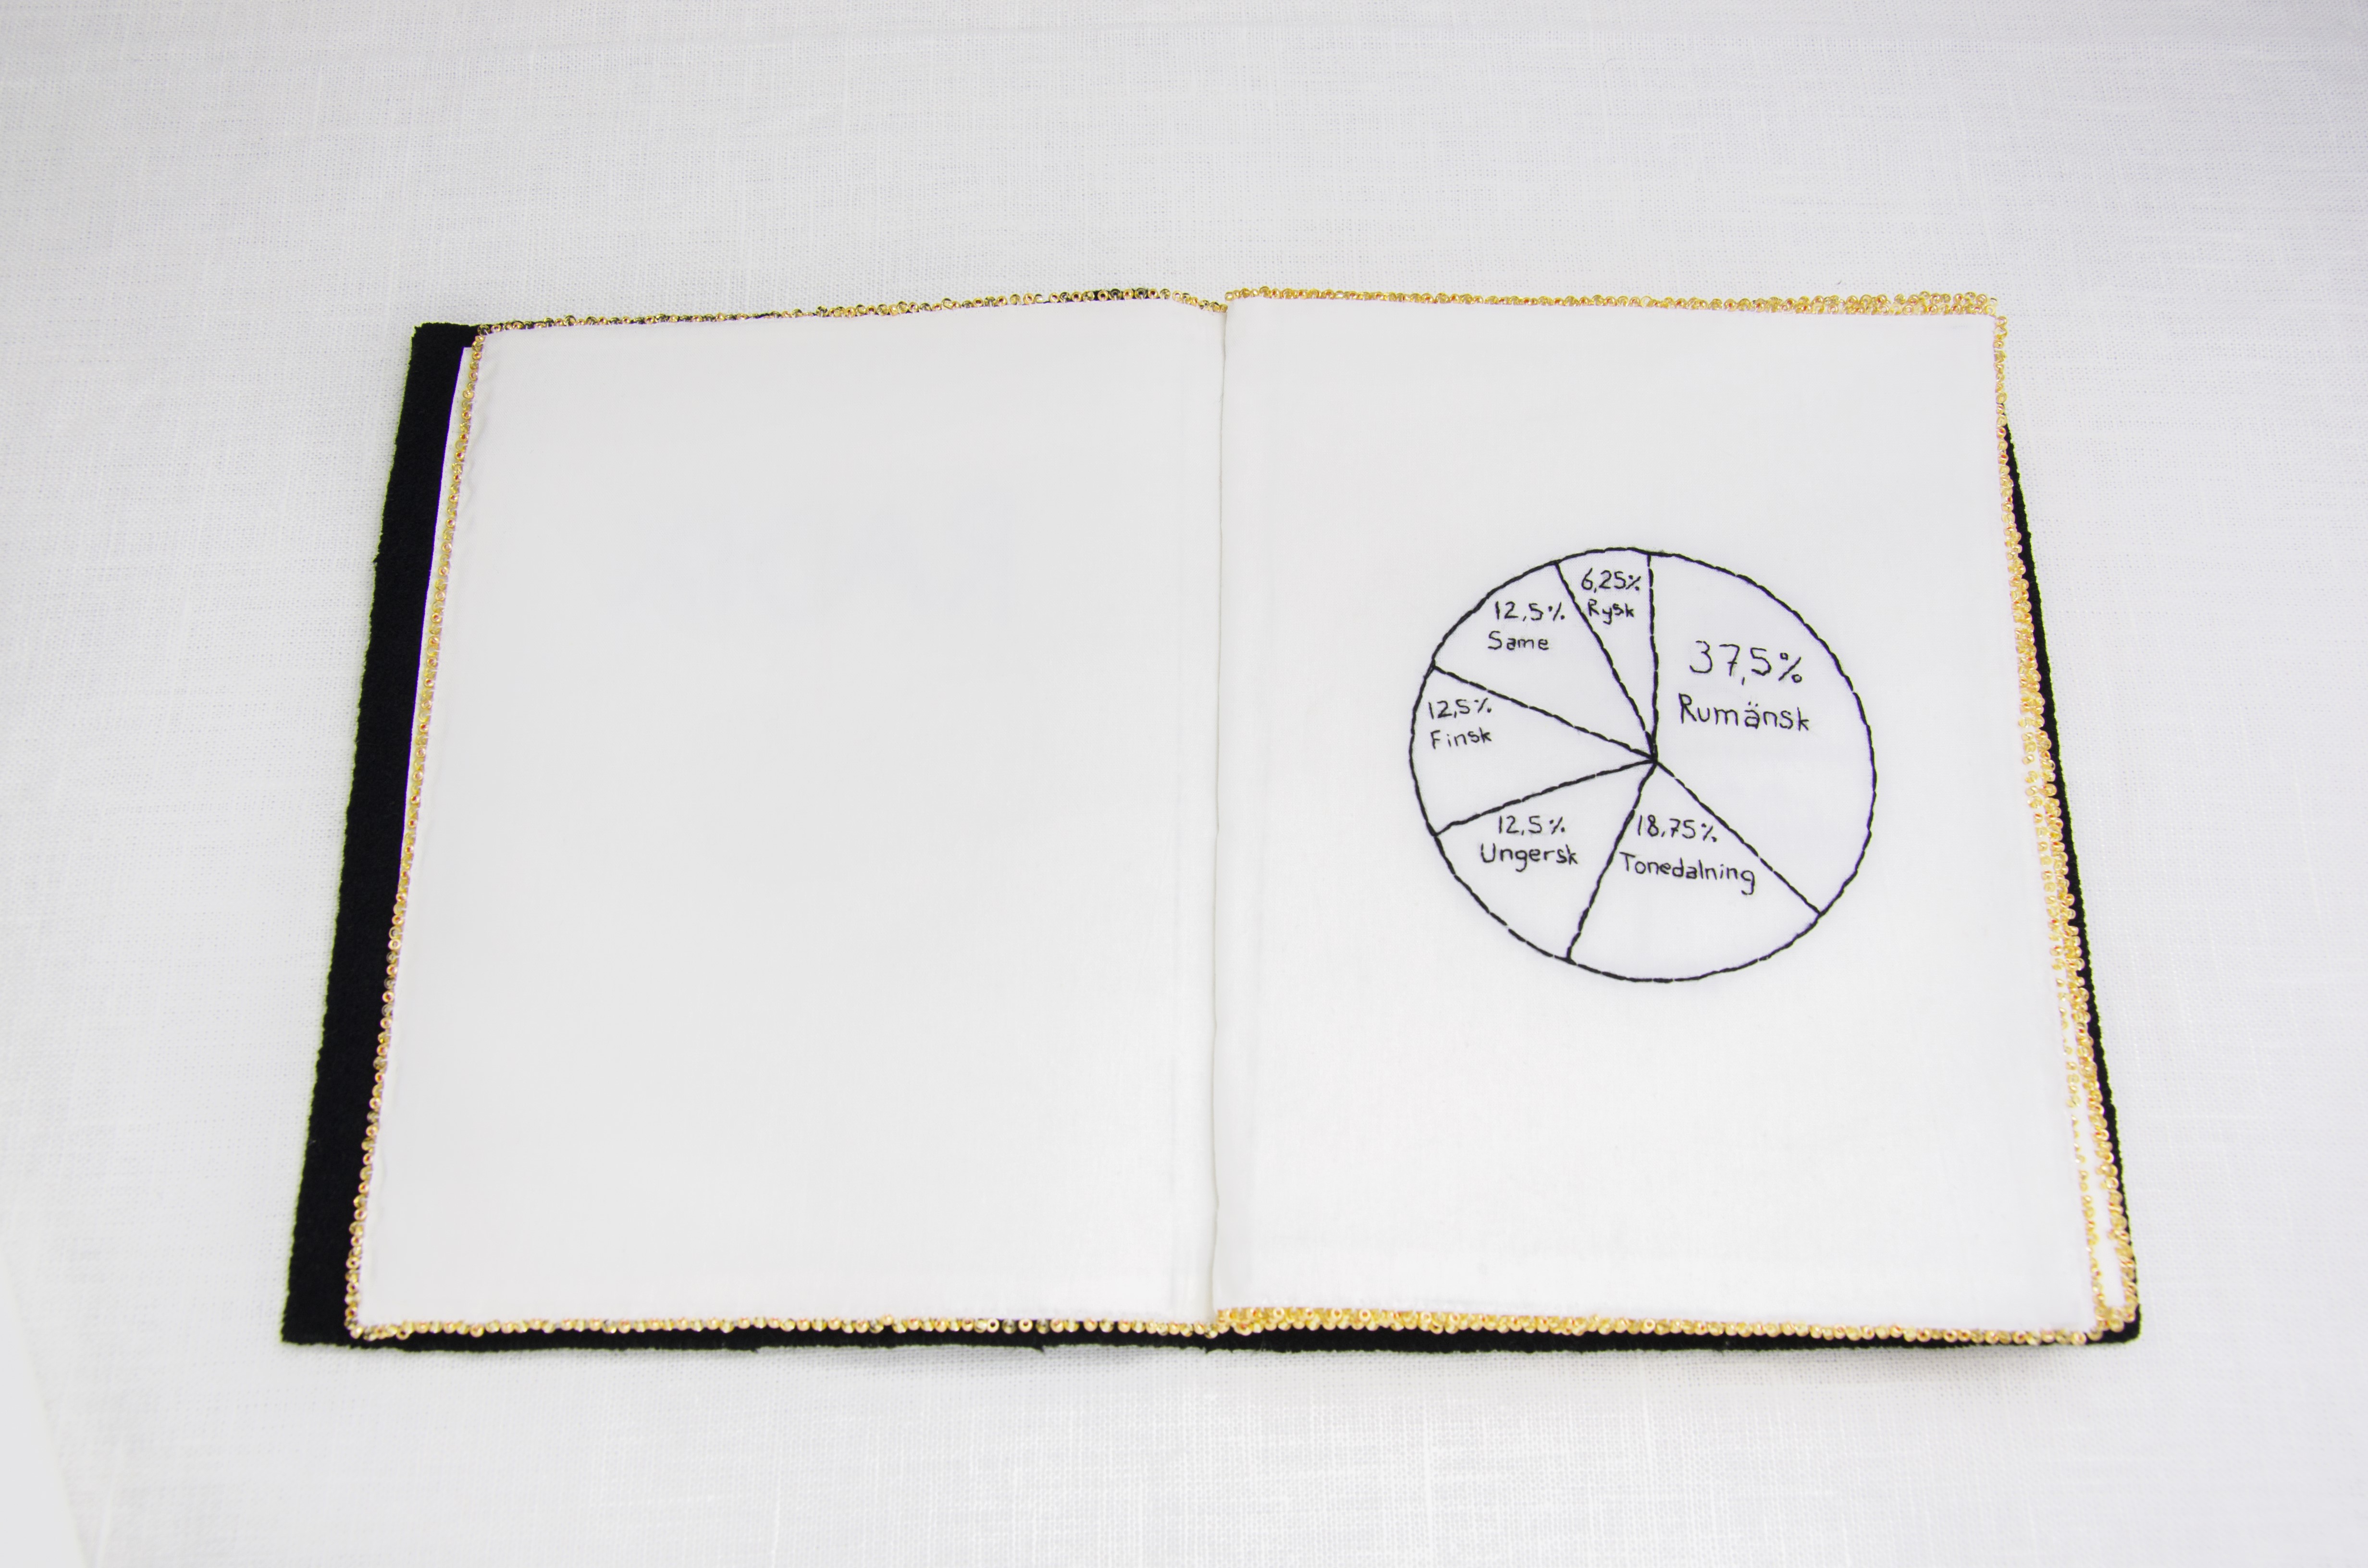 6,25%
Rysk
12,5%
Same
37,5%
Rumänsk
12,5%
Finsk
12,5%
Ungersk
18,75%
Tonedalning